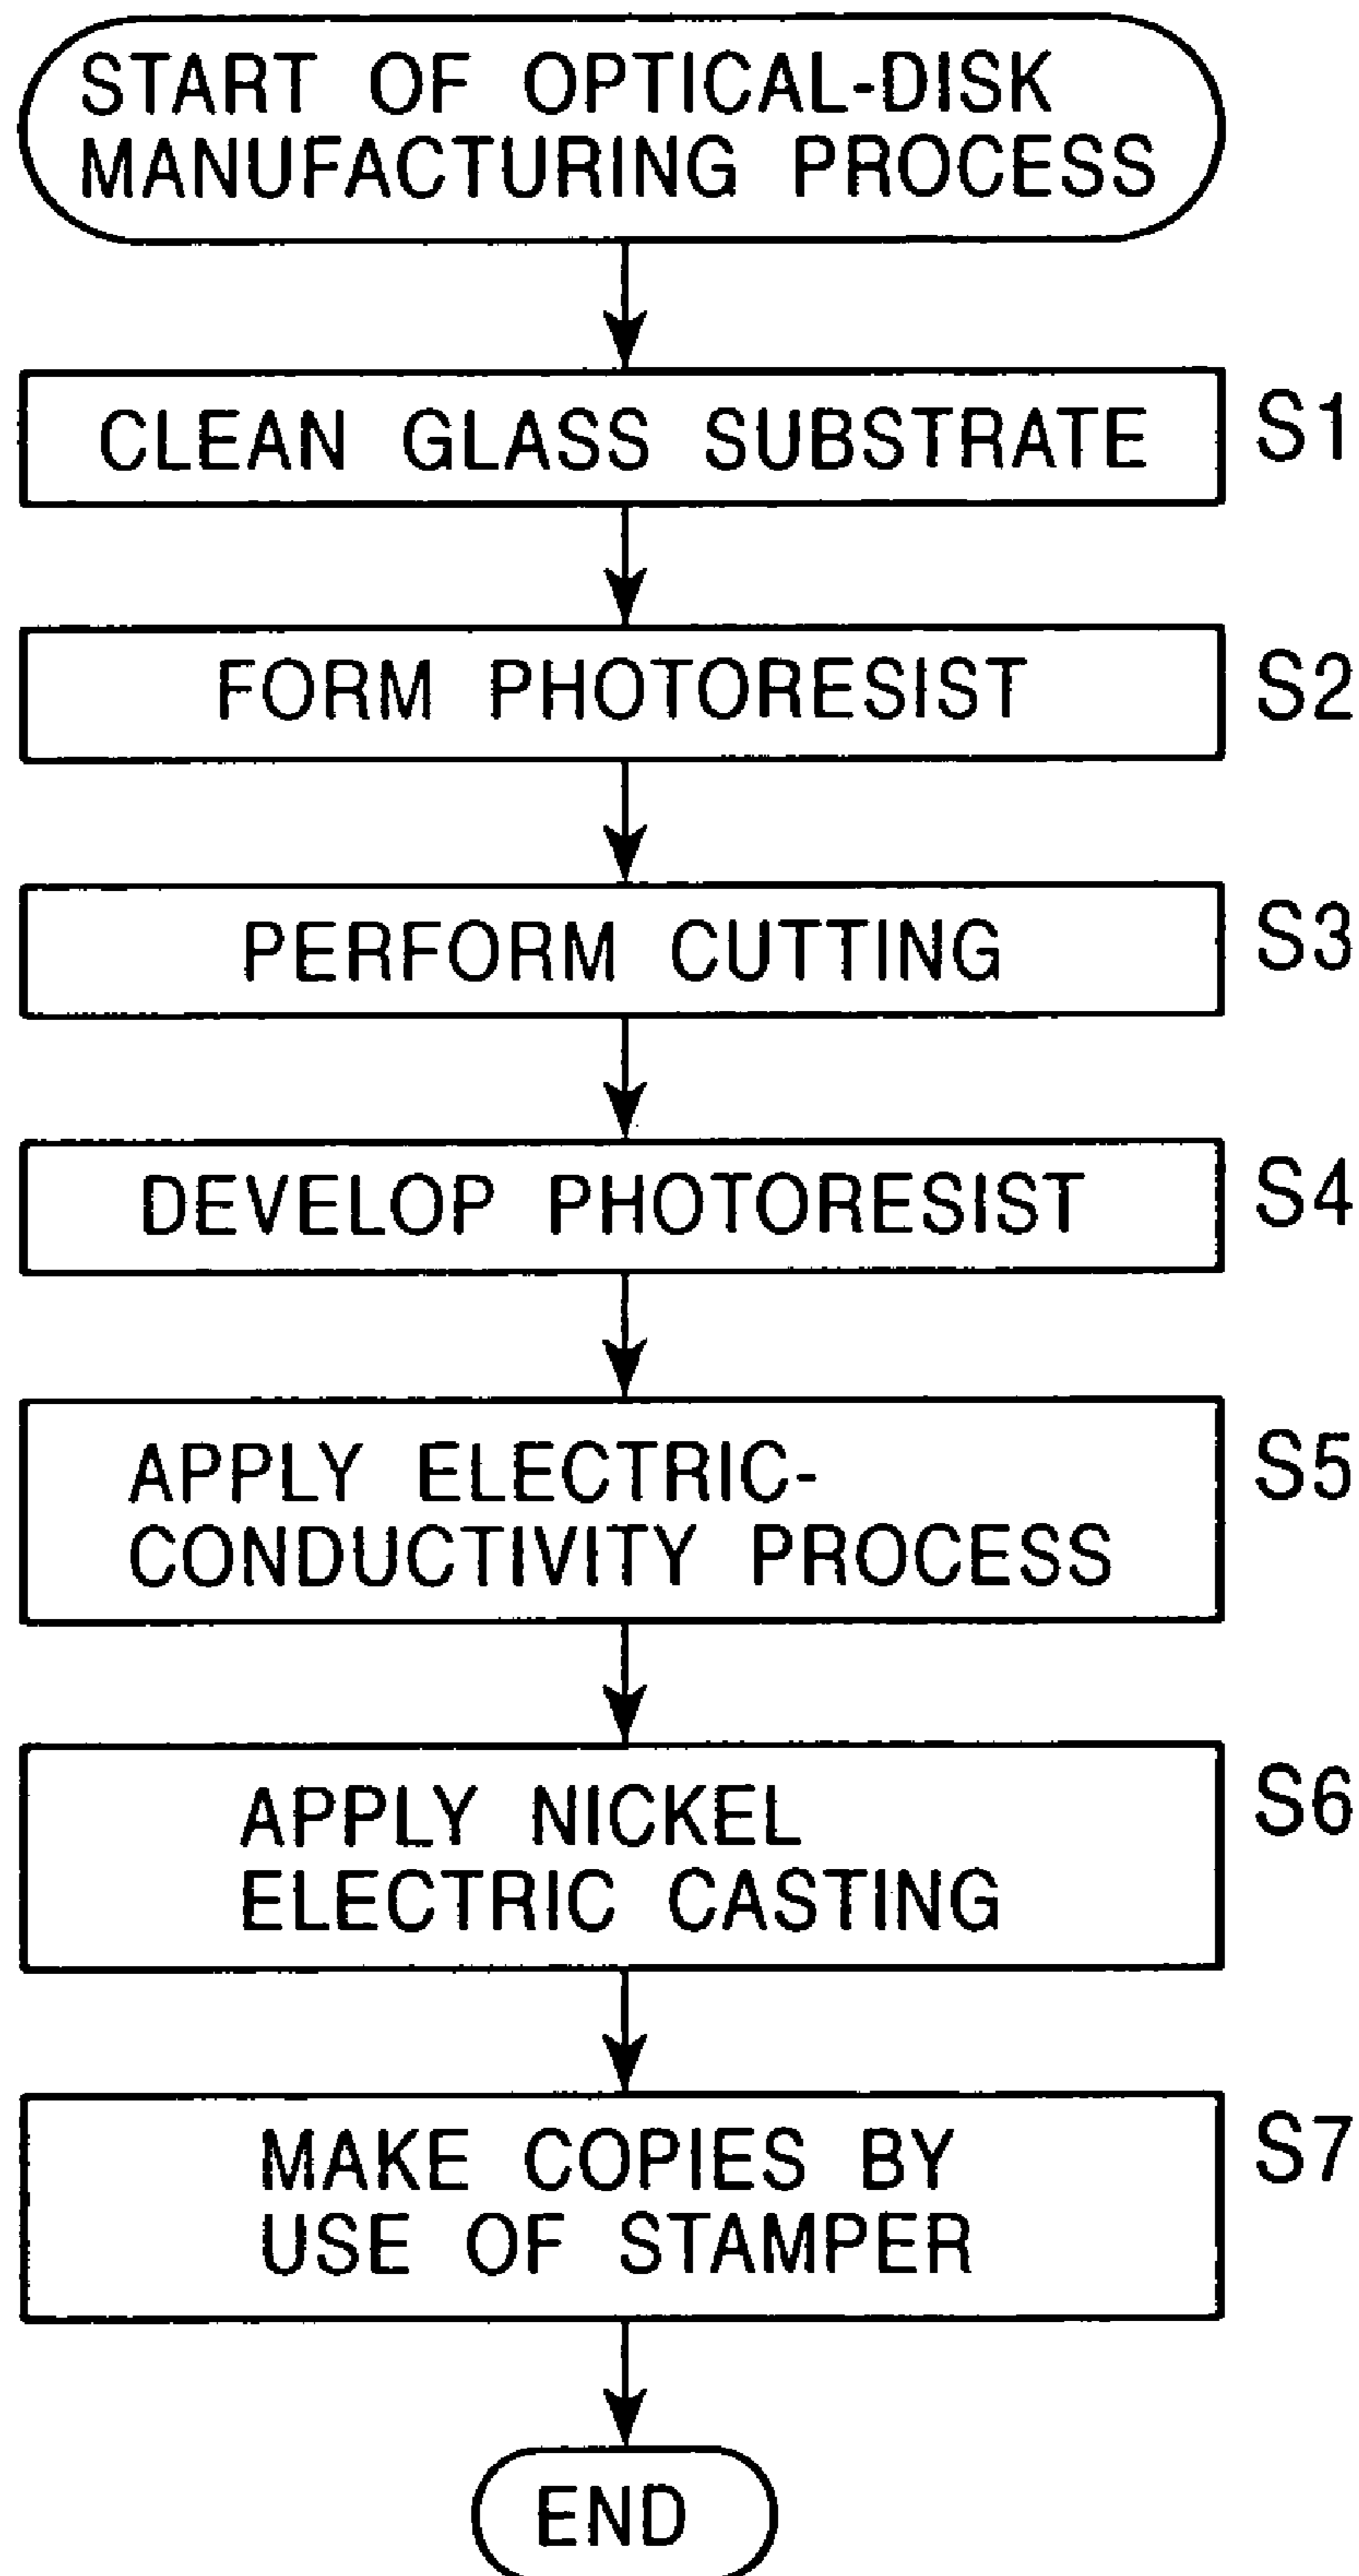 START OF OPTICAL-DISK
MANUFACTURING PROCESS
CLEAN GLASS SUBSTRATE S1
FORM PHOTORESIST S2
PERFORM CUTTING S3
DEVELOP PHOTORESIST S4
APPLY ELECTRIC- S5
CONDUCTIVITY PROCESS
APPLY NICKEL S6
ELECTRIC CASTING
MAKE COPIES BY S7
USE OF STAMPER
END